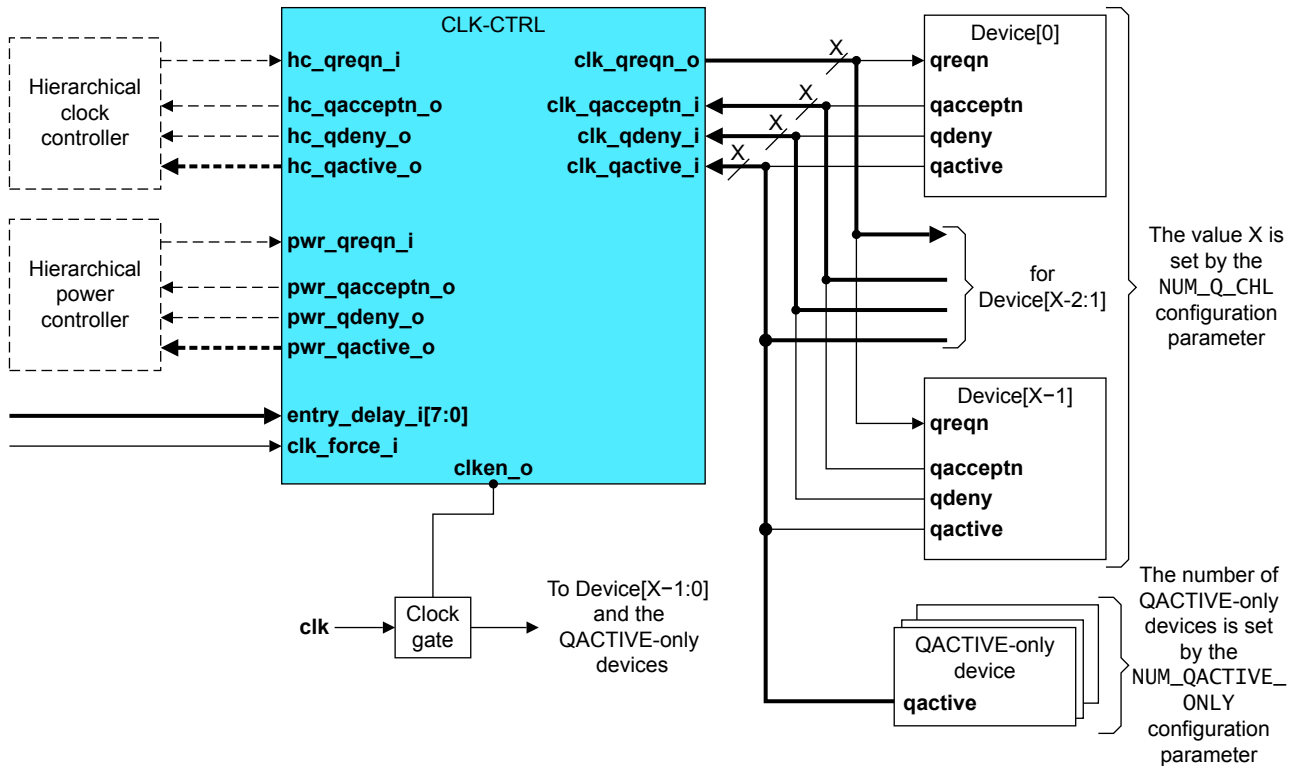 CLK-CTRL
Hierarchical
clock
controller
hc_qreqn_i
hc_qacceptn_o
hc_qdeny_o
hc_qactive_o
Hierarchical
power
controller
pwr_qreqn_i
pwr_qacceptn_o
pwr_qdeny_o
pwr_qactive_o
entry_delay_i[7:0]
clk_force_i
clken_o
clk_qreqn_o
clk_qacceptn_i
clk_qdeny_i
clk_qactive_i
X
X
X
X
Device[0]
qreqn
qacceptn
qdeny
qactive
for
Device[X-2:1]
The value X is
set by the
NUM_Q_CHL
configuration
parameter
Device[X−1]
qreqn
qacceptn
qdeny
qactive
clk
Clock
gate
To Device[X−1:0]
and the
QACTIVE-only
devices
QACTIVE-only
device
qactive
The number of
QACTIVE-only
devices is set
by the
NUM_QACTIVE_
ONLY
configuration
parameter